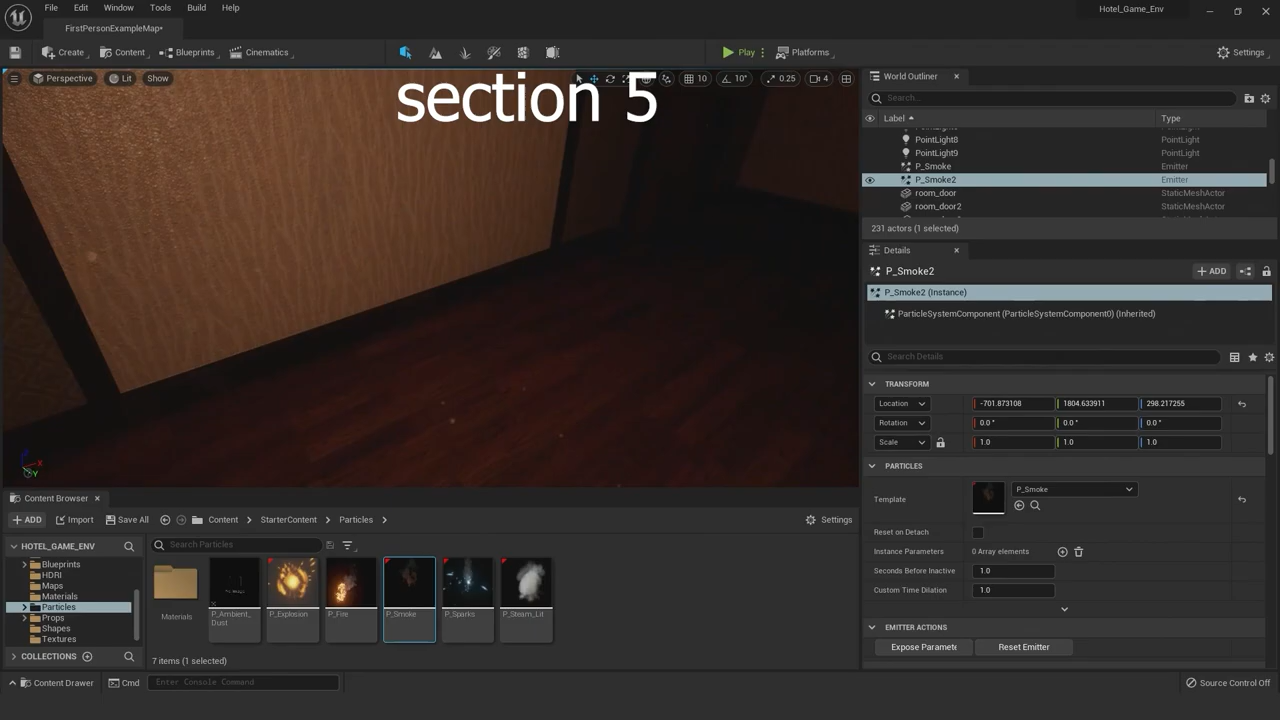 File Edit Window Tools Build Help
Hotel_Game_Env
FirstPersonExampleMap•
Create Content Blueprints Cinematics Play Platforms Settings
Perspective Lit Show 10 10° 0.25 4
section 5
World Outliner
Search...
Label Type
PointLight8 PointLight
PointLight9 PointLight
P_Smoke Emitter
P_Smoke2 Emitter
room_door StaticMeshActor
room_door2 StaticMeshActor
231 actors (1 selected)
Details
P_Smoke2 ADD
P_Smoke2 (Instance)
ParticleSystemComponent (ParticleSystemComponent0) (Inherited)
Search Details
TRANSFORM
Location -701.873108 1804.633911 298.217255
Rotation 0.0 ° 0.0 ° 0.0 °
Scale 1.0 1.0 1.0
PARTICLES
Template P_Smoke
Reset on Detach
Instance Parameters 0 Array elements
Seconds Before Inactive 1.0
Custom Time Dilation 1.0
EMITTER ACTIONS
Expose Paramete Reset Emitter
X
Y
Content Browser
ADD Import Save All Content StarterContent Particles Settings
HOTEL_GAME_ENV
Search Particles
Blueprints
HDRI
Maps
Materials
Particles
Props
Shapes
Textures
Materials
P_Ambient_
Dust
P_Explosion
P_Fire
P_Smoke
P_Sparks
P_Steam_Lit
COLLECTIONS
7 items (1 selected)
Content Drawer Cmd Enter Console Command Source Control Off